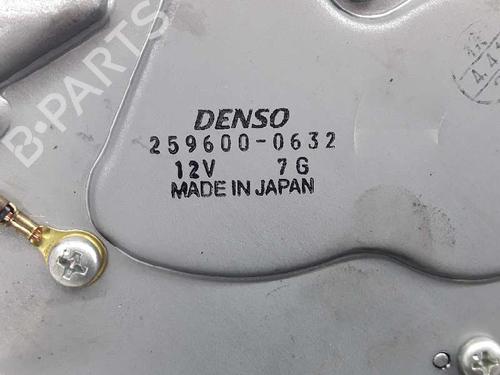 B-PARTS
DENSO
259600-0632
12V 7G
MADE IN JAPAN